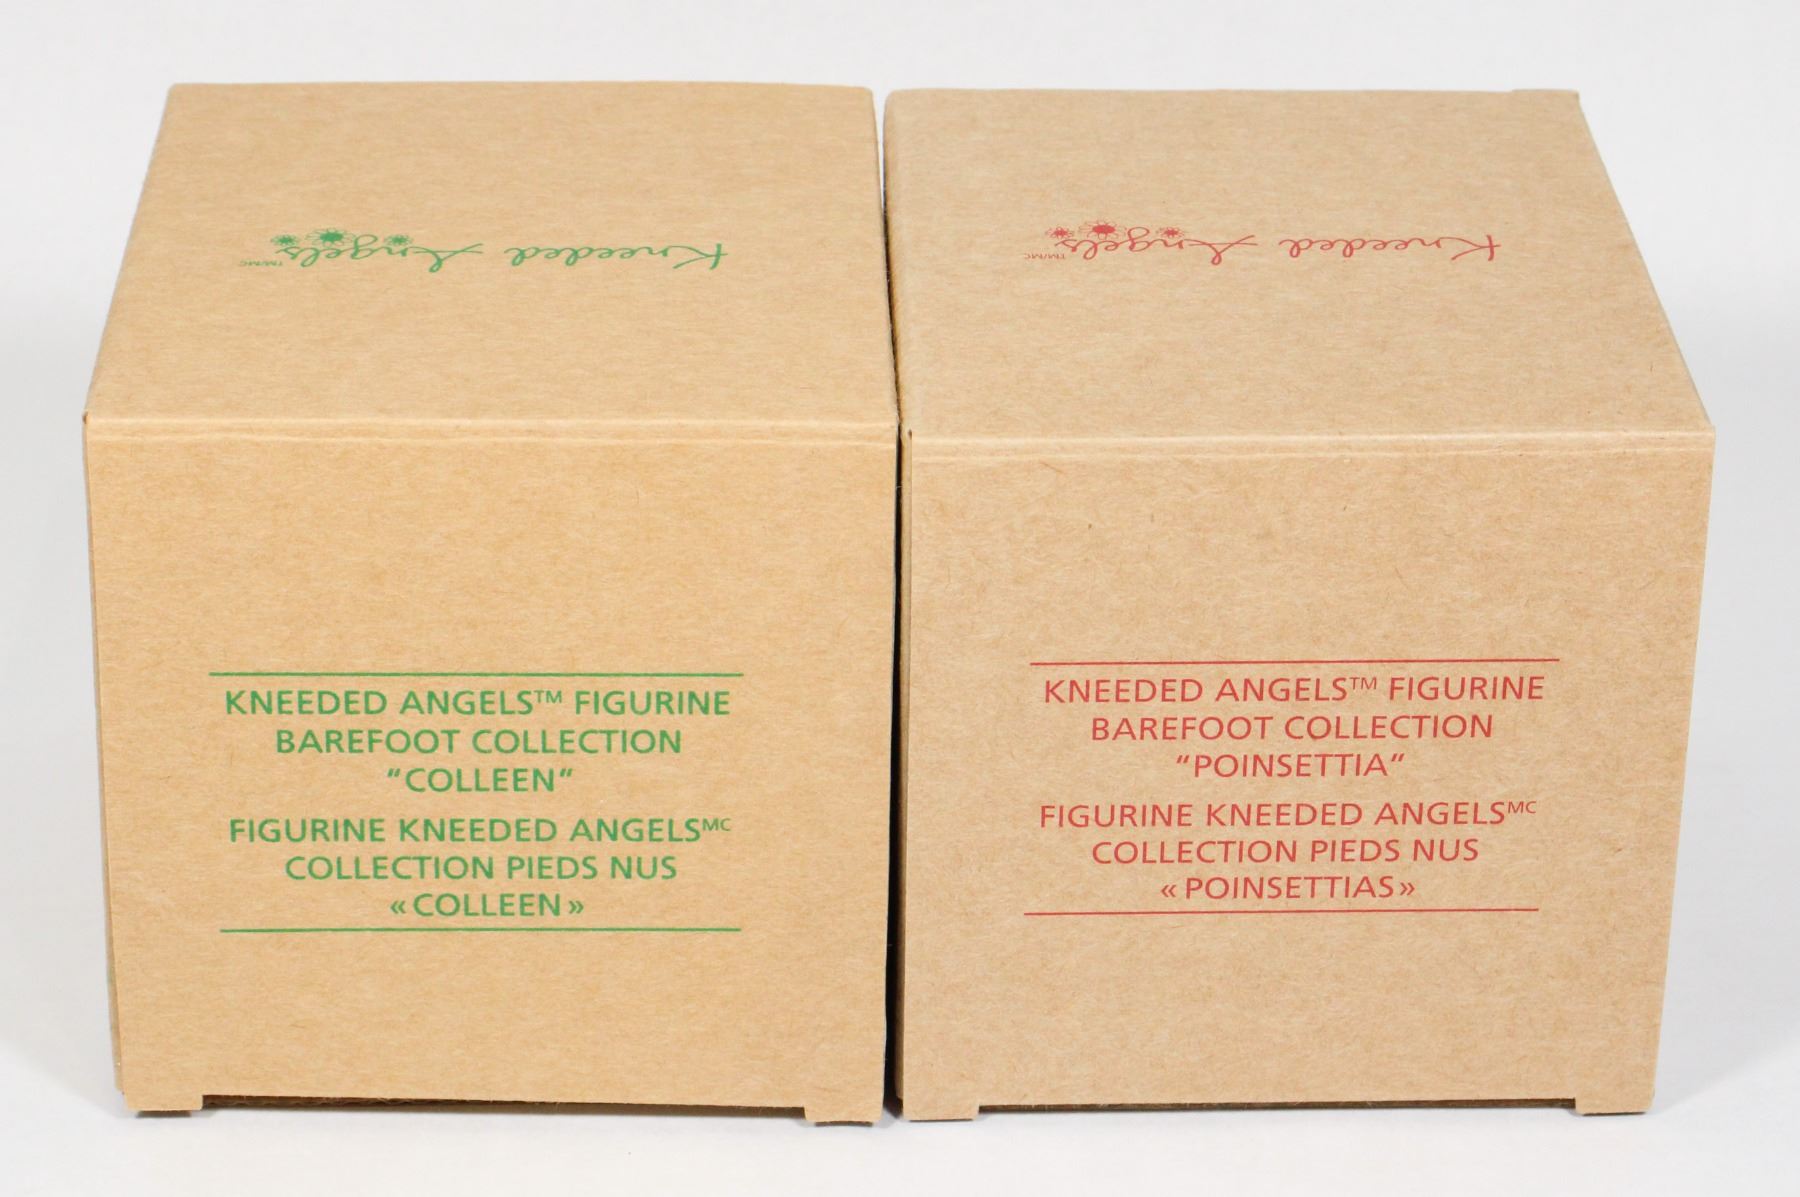 Kneeded Angels TM/MC
Kneeded Angels TM/MC
KNEEDED ANGELS™ FIGURINE
BAREFOOT COLLECTION
"COLLEEN"
FIGURINE KNEEDED ANGELSMC
COLLECTION PIEDS NUS
«COLLEEN»
KNEEDED ANGELS™ FIGURINE
BAREFOOT COLLECTION
"POINSETTIA"
FIGURINE KNEEDED ANGELSMC
COLLECTION PIEDS NUS
«POINSETTIAS»